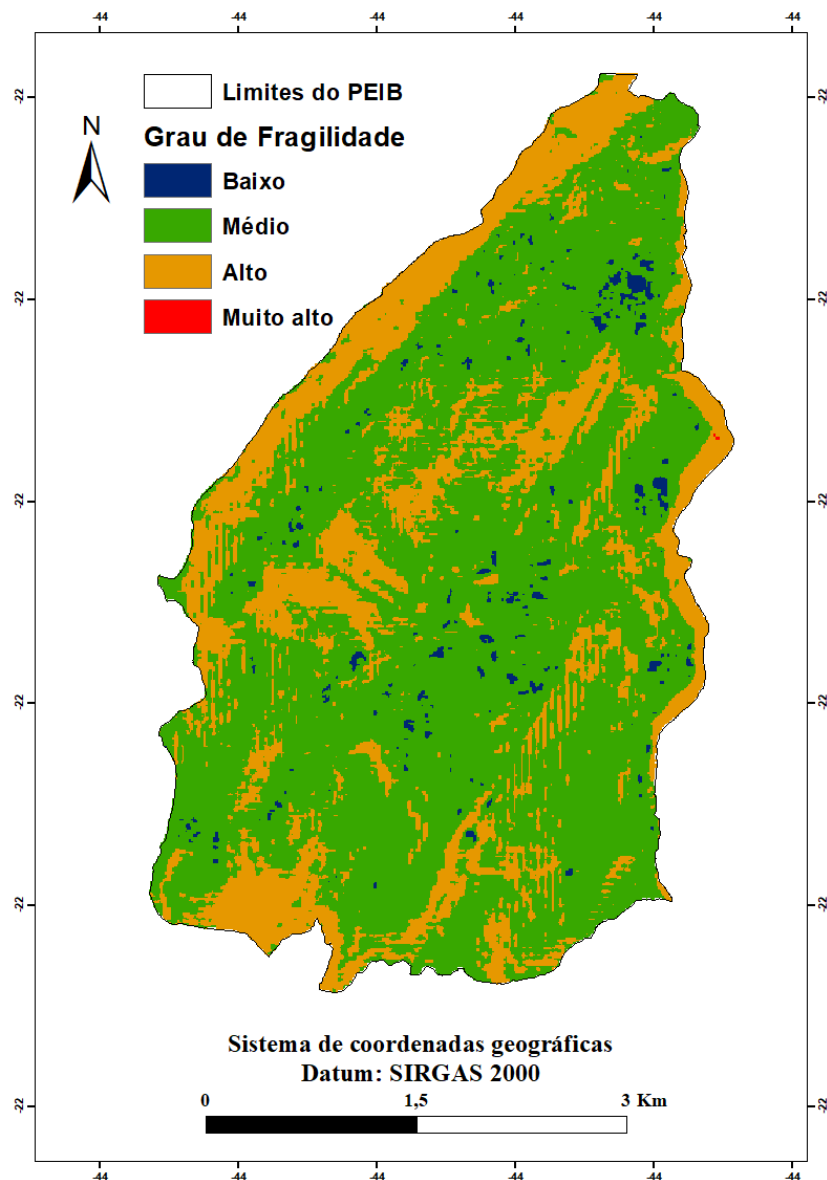 -44 -44 -44 -44 -44 -44
Limites do PEIB
N
Grau de Fragilidade
Baixo
Médio
Alto
Muito alto
-22 -22
-22 -22
-22 -22
-22 -22
-22 -22
-22 -22
Sistema de coordenadas geográficas
Datum: SIRGAS 2000
0 1,5 3 Km
-44 -44 -44 -44 -44 -44